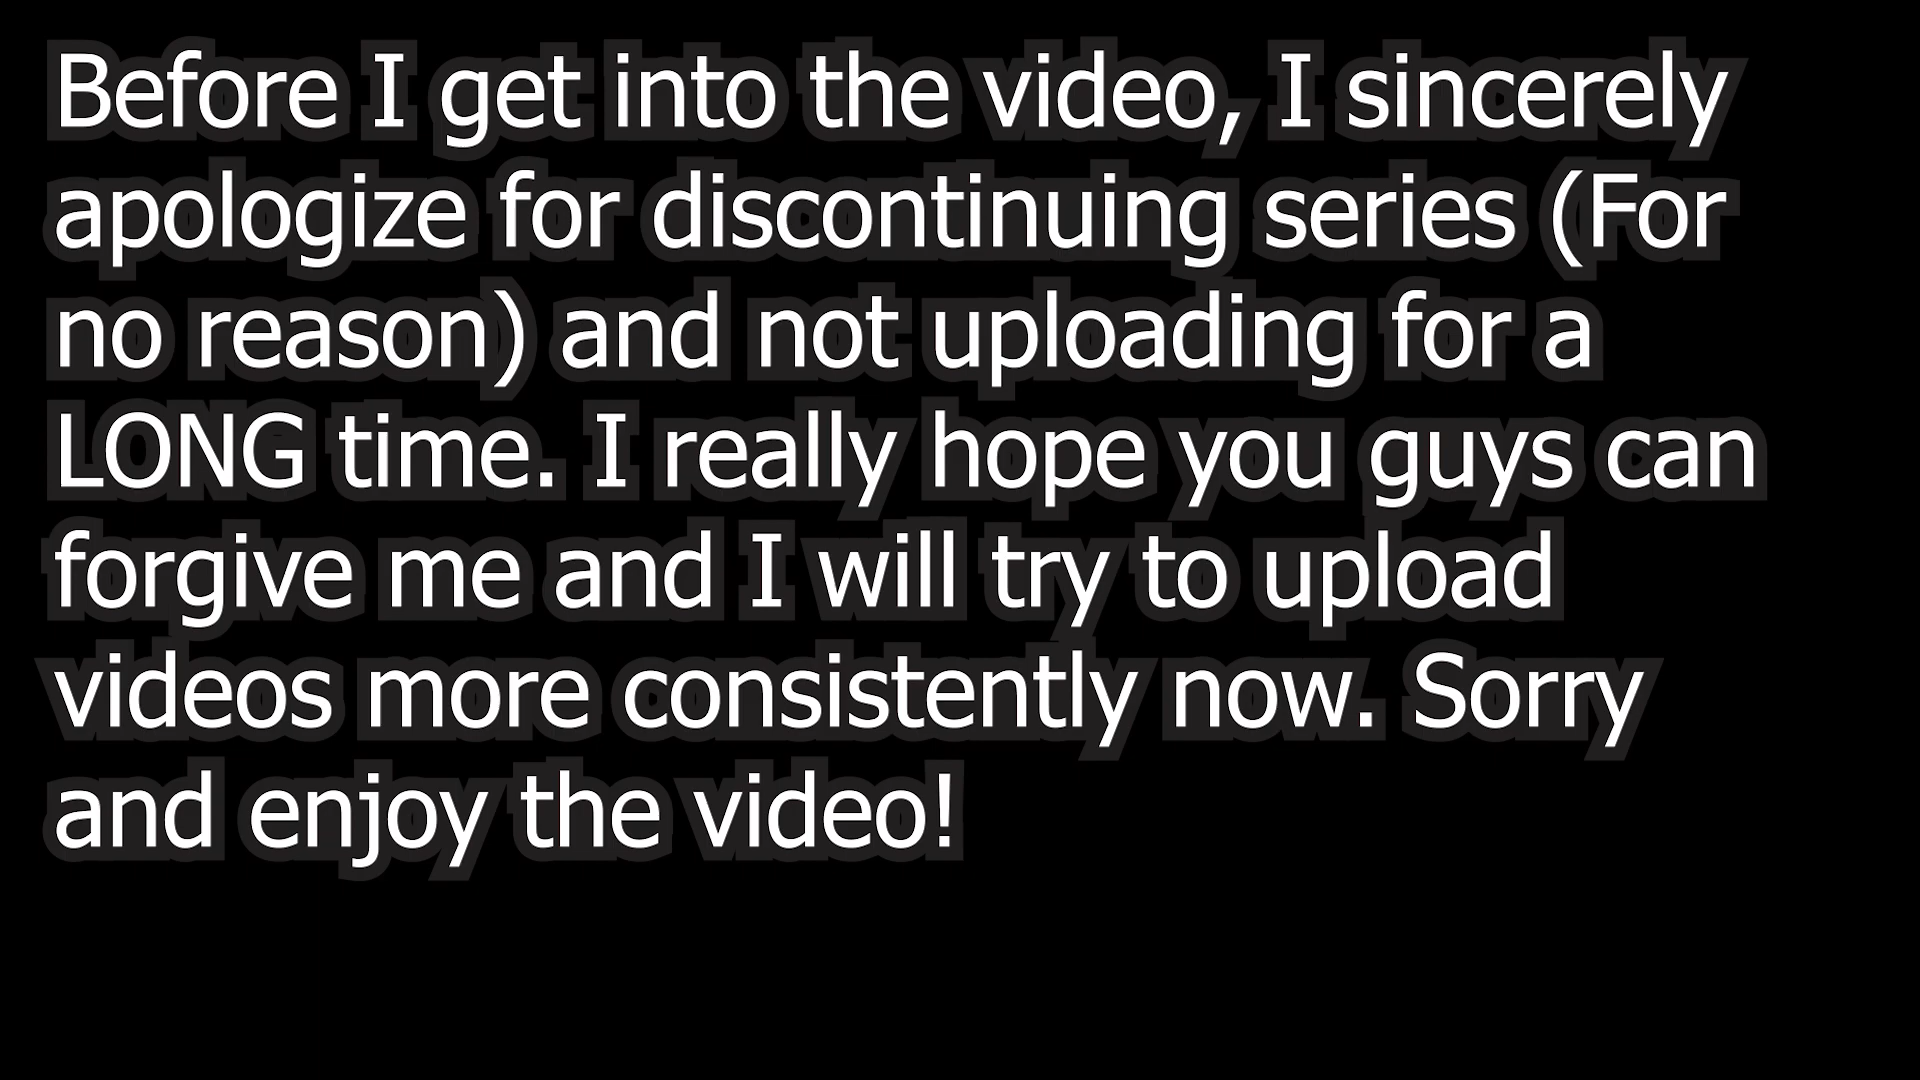 Before I get into the video, I sincerely
apologize for discontinuing series (For
no reason) and not uploading for a
LONG time. I really hope you guys can
forgive me and I will try to upload
videos more consistently now. Sorry
and enjoy the video!